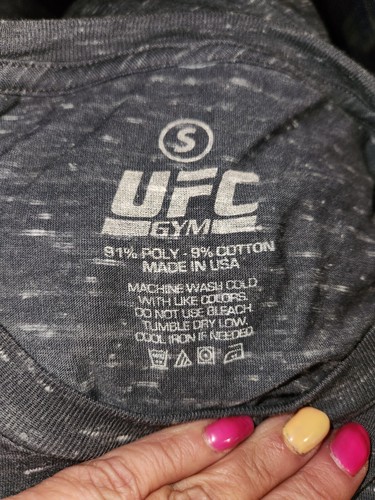 S
UFC
GYM
91% POLY - 9% COTTON
MADE IN USA
MACHINE WASH COLD
WITH LIKE COLORS.
DO NOT USE BLEACH.
TUMBLE DRY LOW.
COOL IRON IF NEEDED.